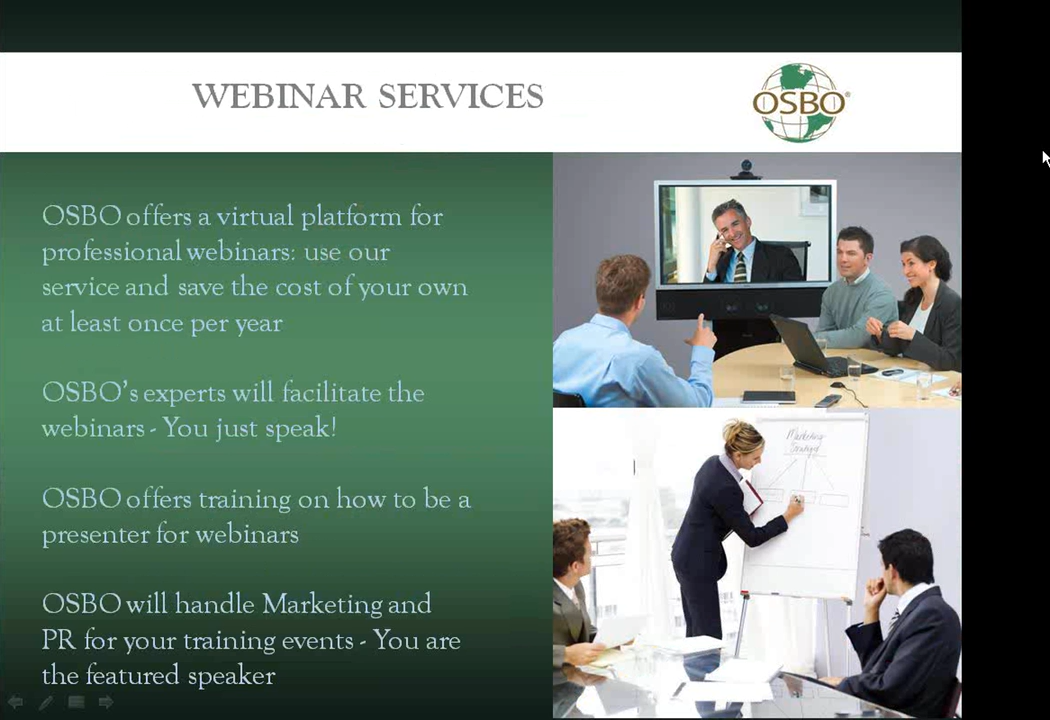 WEBINAR SERVICES
OSBO®
OSBO offers a virtual platform for
professional webinars: use our
service and save the cost of your own
at least once per year
OSBO's experts will facilitate the
webinars - You just speak!
OSBO offers training on how to be a
presenter for webinars
OSBO will handle Marketing and
PR for your training events - You are
the featured speaker
Marketing
Strategies